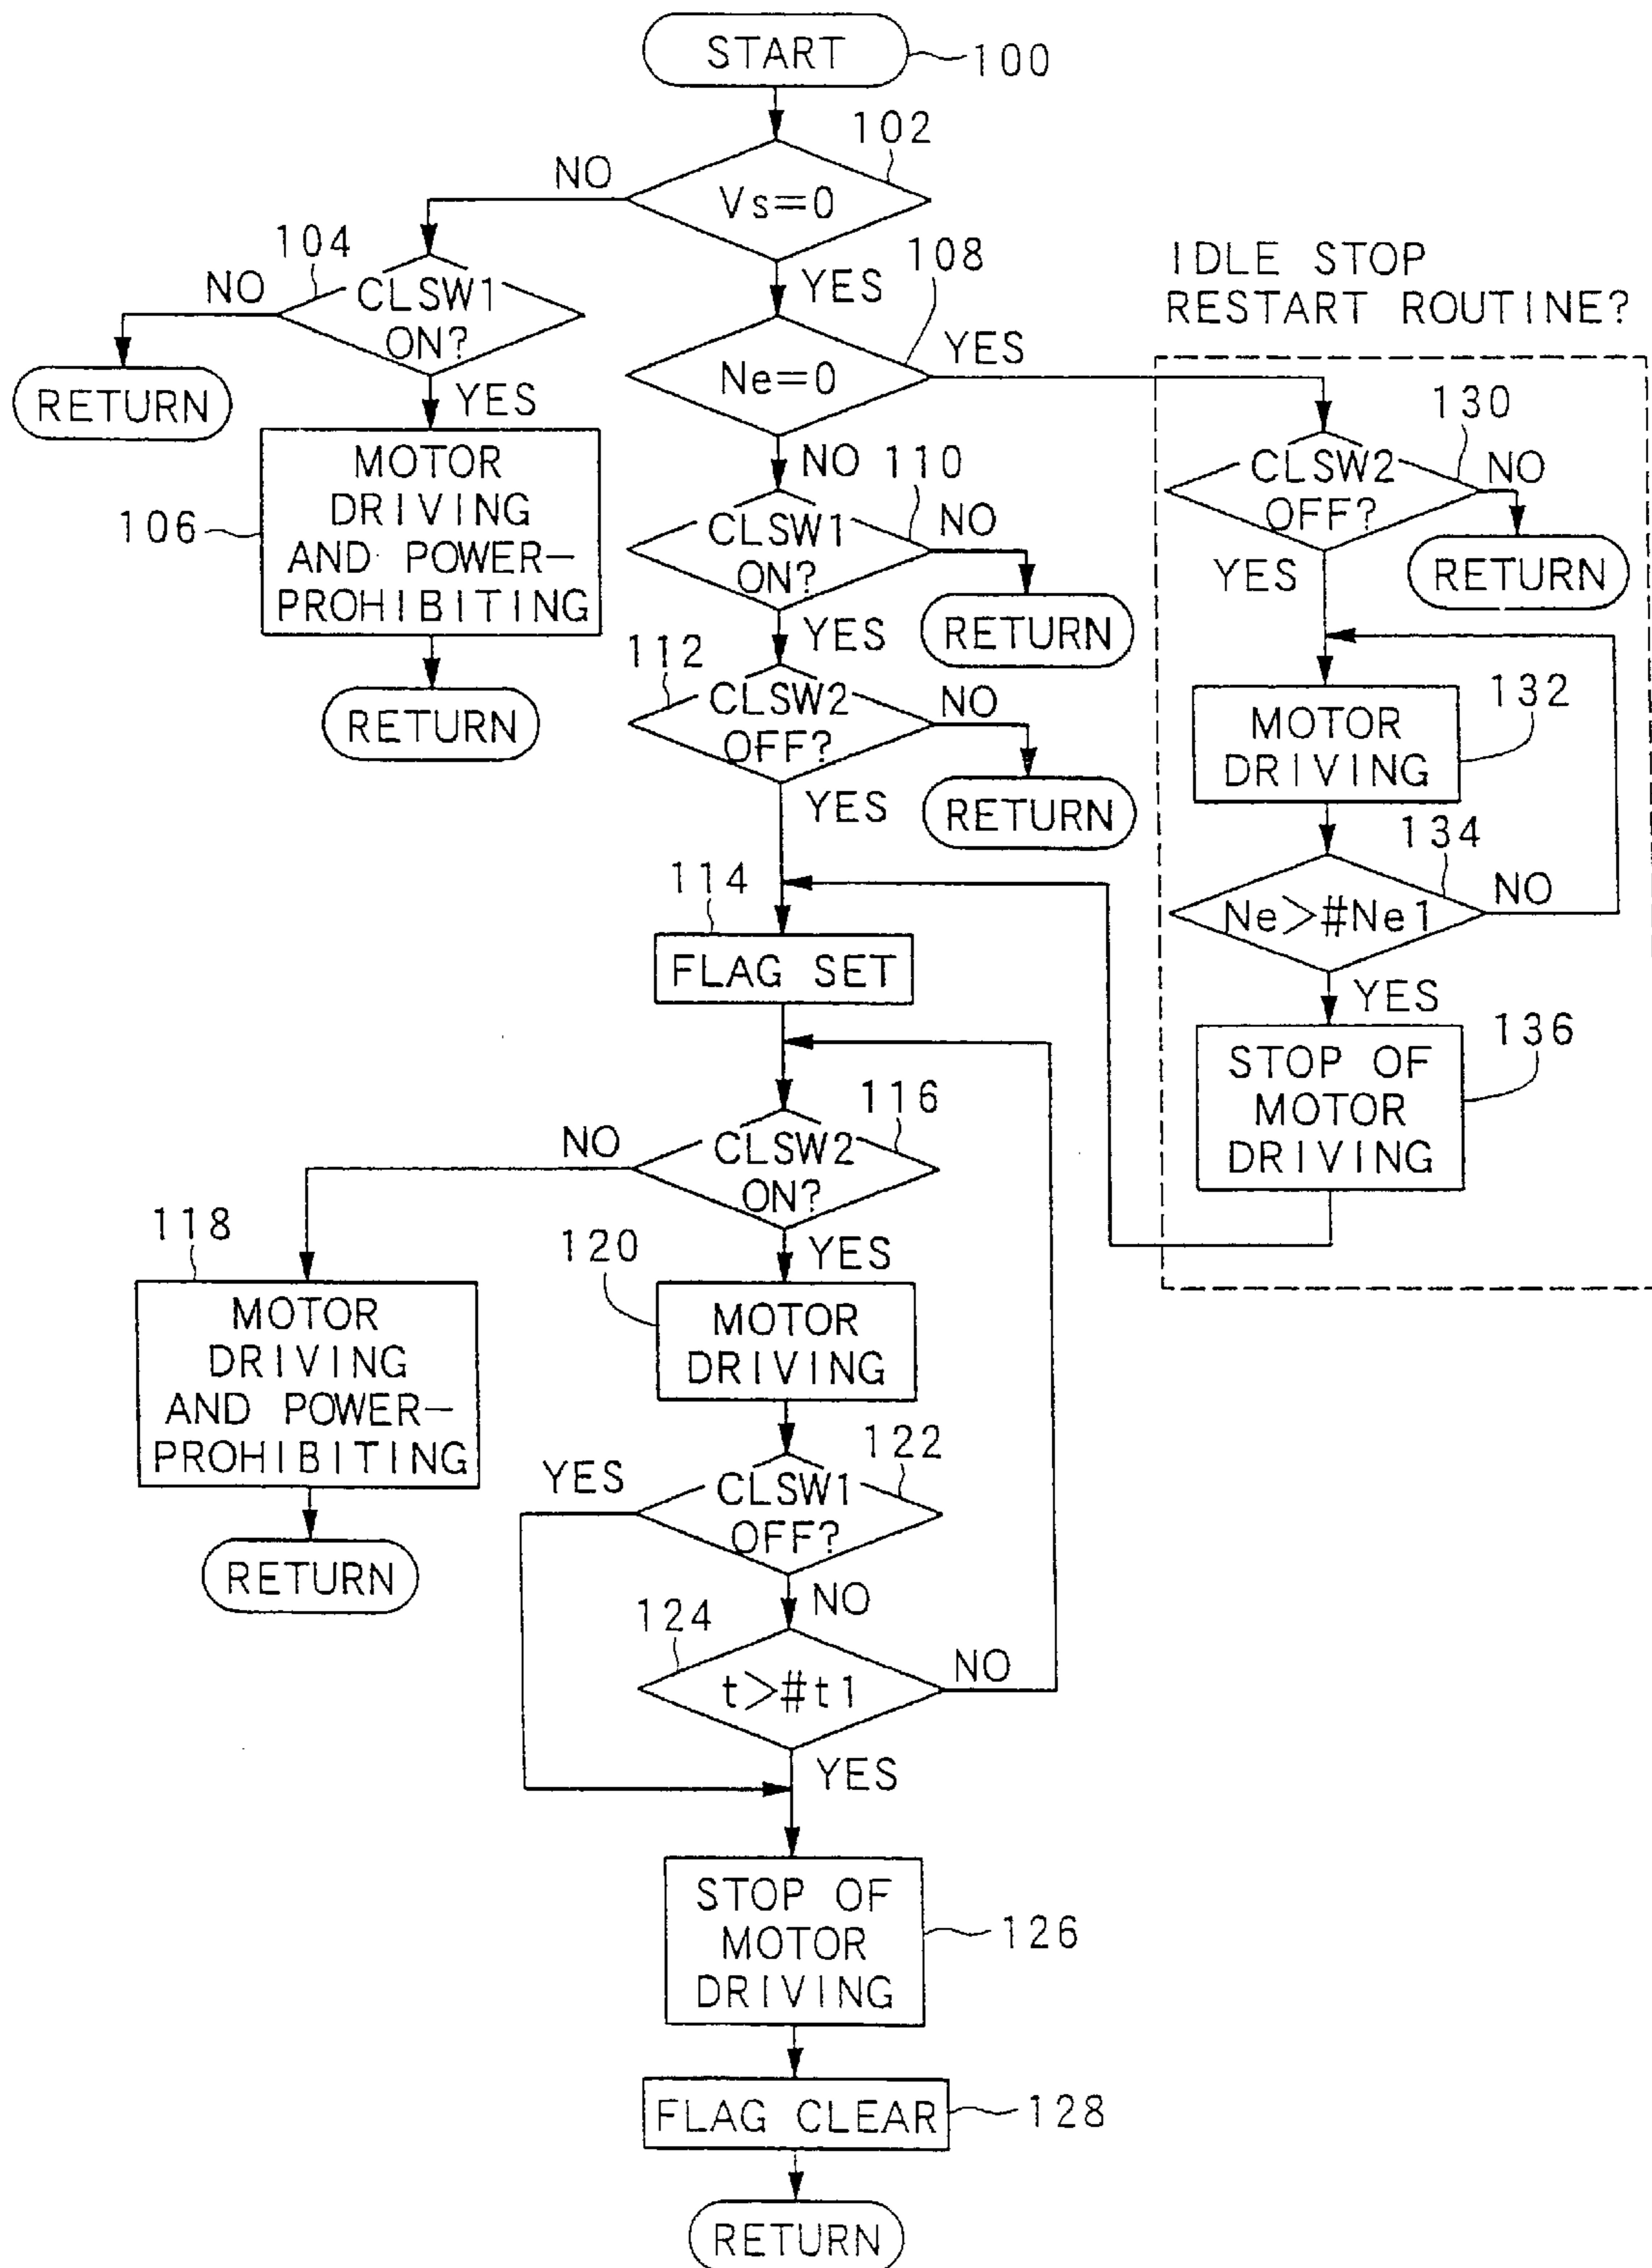 START
100
102
NO
Vs=0
104
NO
CLSW1
ON?
YES
108
IDLE STOP
RESTART ROUTINE?
RETURN
YES
Ne=0
YES
106
MOTOR
DRIVING
AND POWER-
PROHIBITING
NO
110
CLSW1
ON?
NO
130
CLSW2
OFF?
NO
RETURN
YES
RETURN
YES
RETURN
112
CLSW2
OFF?
NO
132
MOTOR
DRIVING
YES
RETURN
134
Ne>#Ne1
NO
114
FLAG SET
YES
136
STOP OF
MOTOR
DRIVING
116
NO
CLSW2
ON?
118
MOTOR
DRIVING
AND POWER-
PROHIBITING
120
YES
MOTOR
DRIVING
122
YES
CLSW1
OFF?
RETURN
NO
124
t>#t1
NO
YES
STOP OF
MOTOR
DRIVING
126
FLAG CLEAR
128
RETURN